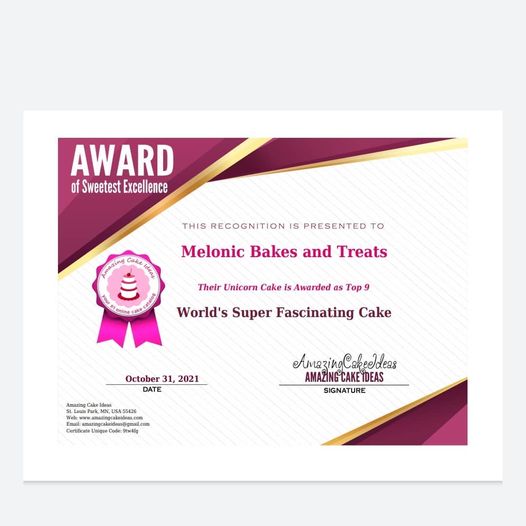 AWARD
of Sweetest Excellence
THIS RECOGNITION IS PRESENTED TO
Melonic Bakes and Treats
Their Unicorn Cake is Awarded as Top 9
World's Super Fascinating Cake
Amazing Cake Ideas
your #1 online cake catalog
October 31, 2021
DATE
AmazingCakeIdeas
AMAZING CAKE IDEAS
SIGNATURE
Amazing Cake Ideas
St. Louis Park, MN, USA 55426
Web: www.amazingcakeideas.com
Email: amazingcakeideas@gmail.com
Certificate Unique Code: 9tw4fg